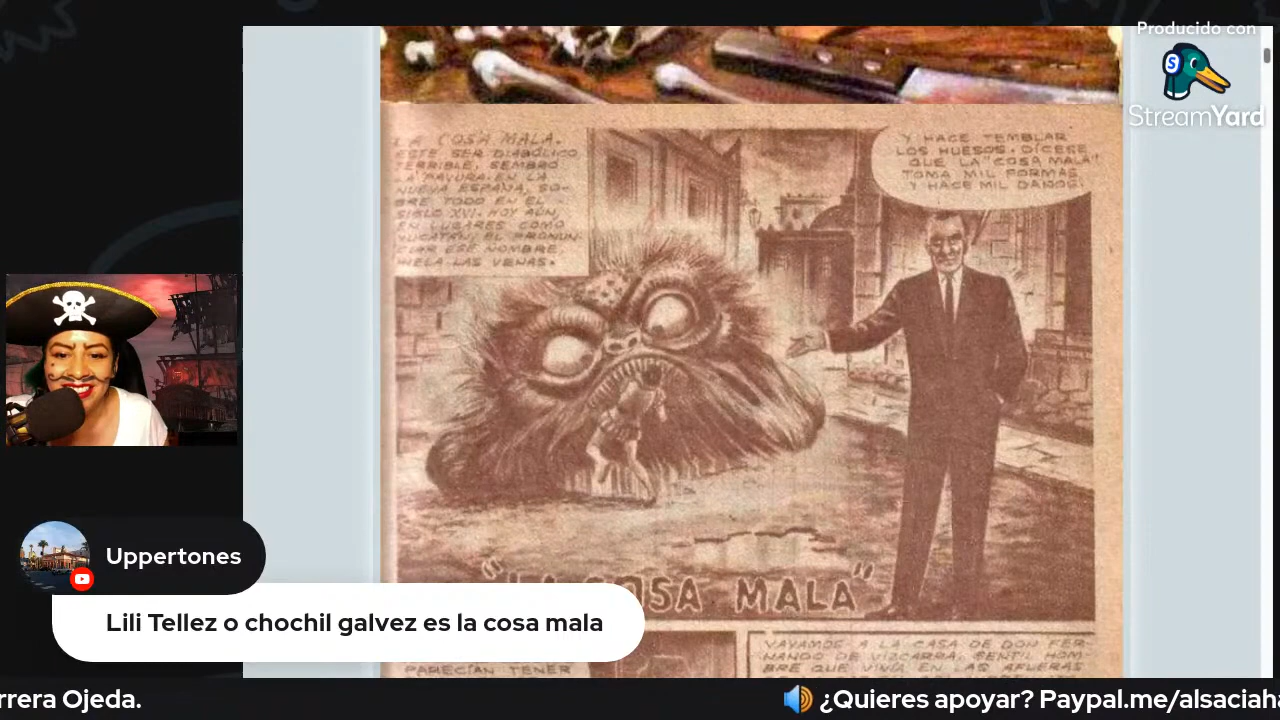 Producido con
StreamYard
LA COSA MALA.
ESTE SER DIABÓLICO
TERRIBLE, SEMBRÓ
PAVURA EN LA
NUEVA ESPAÑA, SO-
BRE TODO EN EL
SIGLO XVI. HOY AÚN,
EN LUGARES COMO
YUCATÁN, EL PRONUN-
CIAR ESE NOMBRE
HIELA LAS VENAS.
Y HACE TEMBLAR
LOS HUESOS. DÍCESE
QUE LA "COSA MALA"
TOMA MIL FORMAS
Y HACE MIL DAÑOS.
"LA COSA MALA"
PARECÍAN TENER
VAYAMOS A LA CASA DE DON FER-
NANDO DE VIZCARRA, GENTIL HOM-
BRE QUE VIVÍA EN LAS AFUERAS
Uppertones
Lili Tellez o chochil galvez es la cosa mala
rrera Ojeda.
¿Quieres apoyar? Paypal.me/alsaciaha